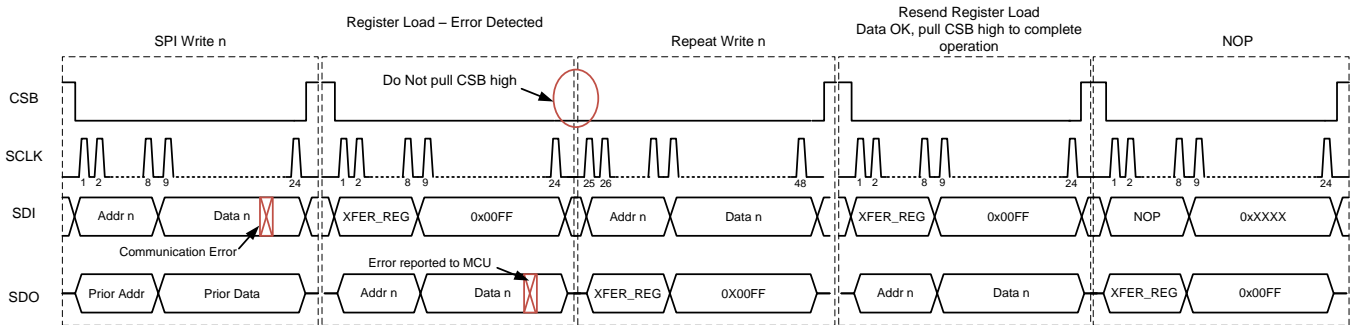 Register Load – Error Detected
Resend Register Load
Data OK, pull CSB high to complete
operation
SPI Write n
Repeat Write n
NOP
Do Not pull CSB high
CSB
SCLK
1 2 8 9 24 1 2 8 9 24 25 26 48 1 2 8 9 24 1 2 8 9 24
SDI
Addr n Data n XFER_REG 0x00FF Addr n Data n XFER_REG 0x00FF NOP 0xXXXX
Communication Error
Error reported to MCU
SDO
Prior Addr Prior Data Addr n Data n XFER_REG 0X00FF Addr n Data n XFER_REG 0x00FF